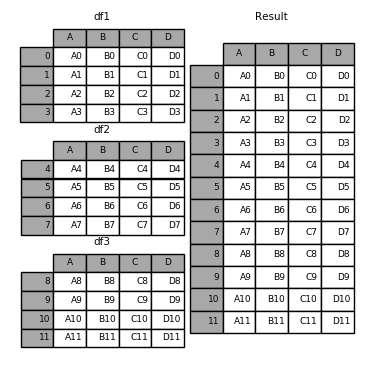 df1
A B C D
0 A0 B0 C0 D0
1 A1 B1 C1 D1
2 A2 B2 C2 D2
3 A3 B3 C3 D3
df2
A B C D
4 A4 B4 C4 D4
5 A5 B5 C5 D5
6 A6 B6 C6 D6
7 A7 B7 C7 D7
df3
A B C D
8 A8 B8 C8 D8
9 A9 B9 C9 D9
10 A10 B10 C10 D10
11 A11 B11 C11 D11
Result
A B C D
0 A0 B0 C0 D0
1 A1 B1 C1 D1
2 A2 B2 C2 D2
3 A3 B3 C3 D3
4 A4 B4 C4 D4
5 A5 B5 C5 D5
6 A6 B6 C6 D6
7 A7 B7 C7 D7
8 A8 B8 C8 D8
9 A9 B9 C9 D9
10 A10 B10 C10 D10
11 A11 B11 C11 D11